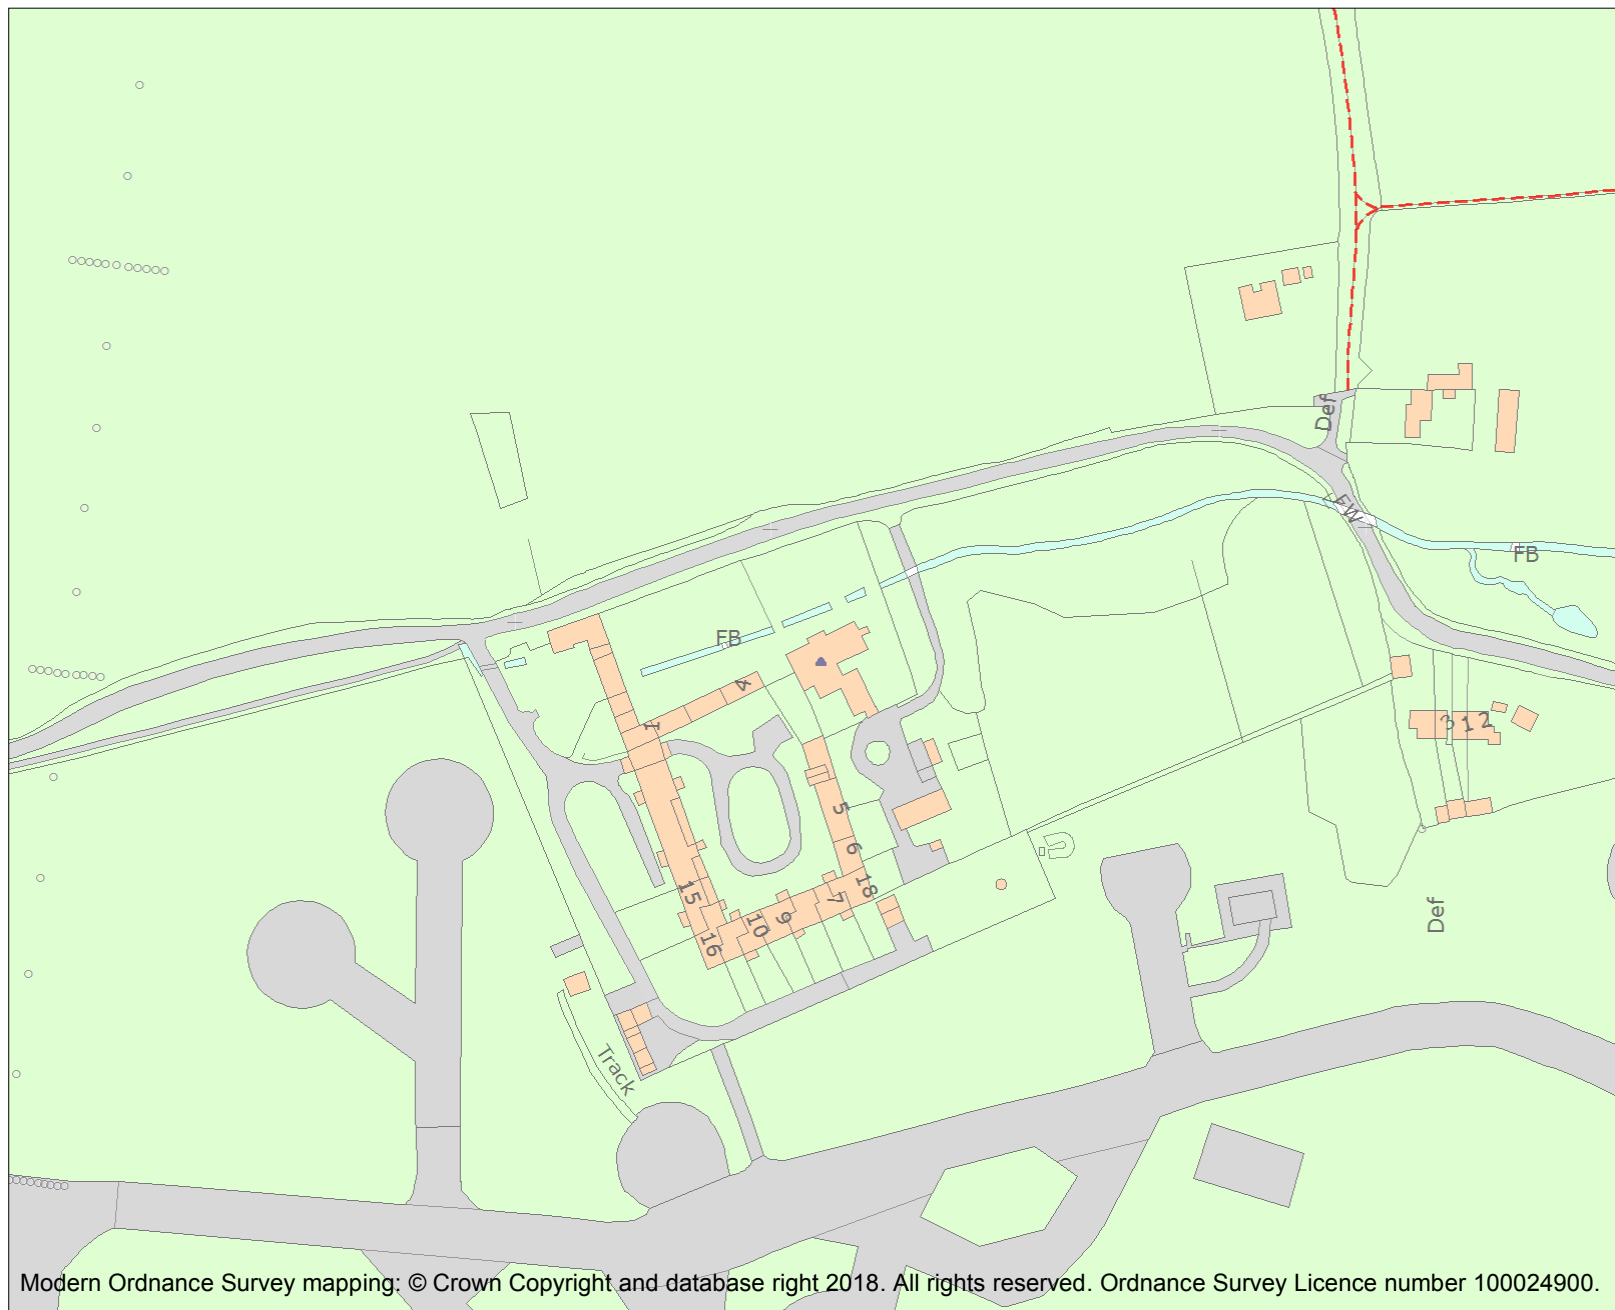 Def
FW
FB
FB
4
1
3 1 2
5
6
18
15
7
9
10
16
Def
Track
Modern Ordnance Survey mapping: © Crown Copyright and database right 2018. All rights reserved. Ordnance Survey Licence number 100024900.